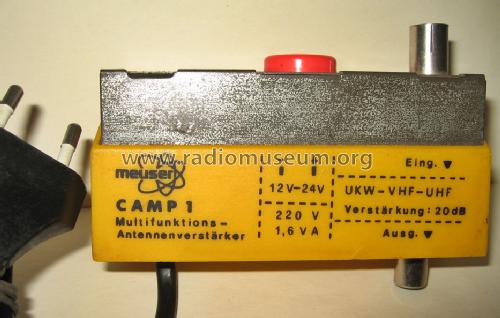 www.radiomuseum.org
meuser
CAMP 1
Multifunktions-
Antennenverstärker
12V-24V
220 V
1,6 VA
Eing. ▼
UKW-VHF-UHF
Verstärkung: 20dB
Ausg. ▼